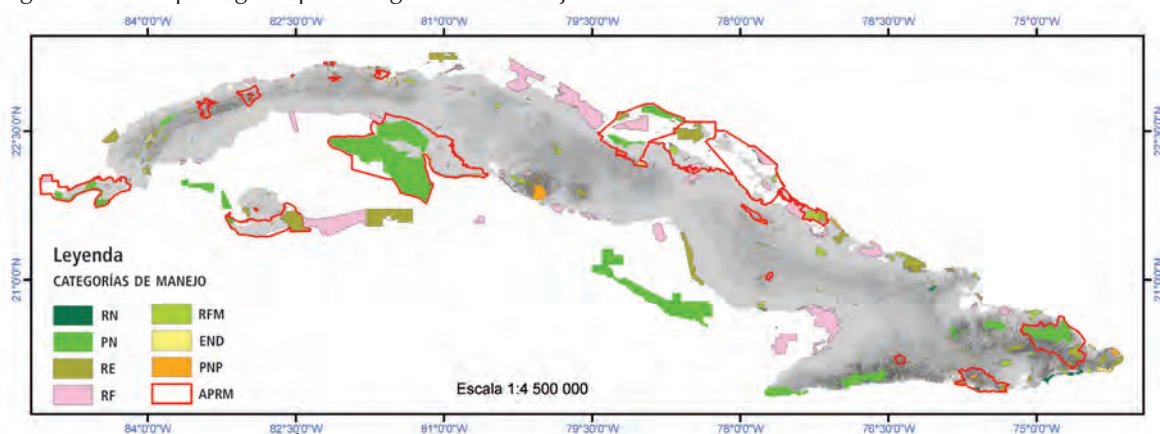 84°0'0"W 82°30'0"W 81°0'0"W 79°30'0"W 78°0'0"W 76°30'0"W 75°0'0"W
22°30'0"N 22°30'0"N
21°0'0"N 21°0'0"N
Leyenda
CATEGORÍAS DE MANEJO
RN RFM
PN END
RE PNP
RF APRM
Escala 1:4 500 000
84°0'0"W 82°30'0"W 81°0'0"W 79°30'0"W 78°0'0"W 76°30'0"W 75°0'0"W